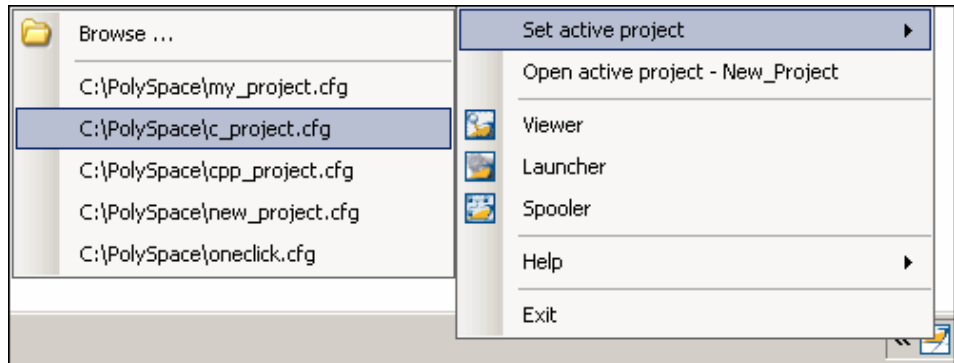 Browse ...
C:\PolySpace\my_project.cfg
C:\PolySpace\c_project.cfg
C:\PolySpace\cpp_project.cfg
C:\PolySpace\new_project.cfg
C:\PolySpace\oneclick.cfg
Set active project
Open active project - New_Project
Viewer
Launcher
Spooler
Help
Exit